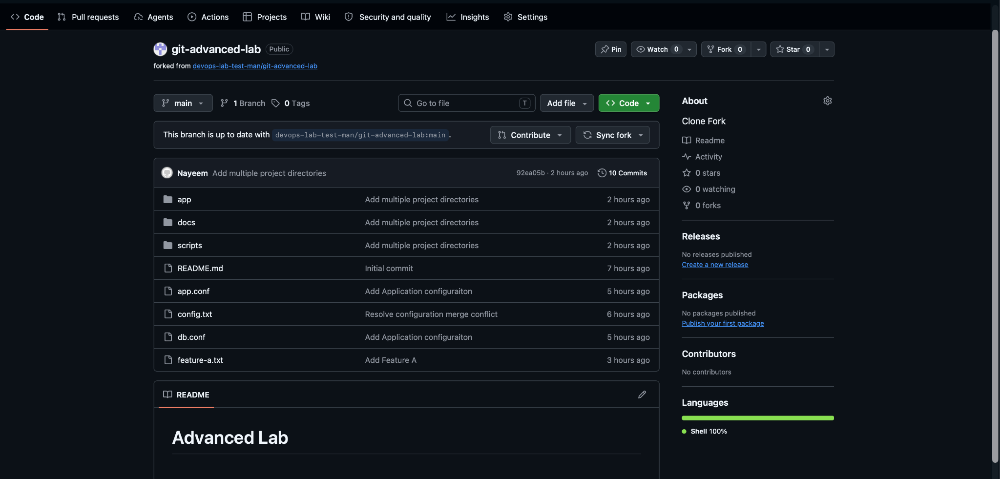 Code Pull requests Agents Actions Projects Wiki Security and quality Insights Settings
git-advanced-lab Public
Pin Watch 0 Fork 0 Star 0
forked from devops-lab-test-man/git-advanced-lab
main 1 Branch 0 Tags Go to file T Add file Code
This branch is up to date with devops-lab-test-man/git-advanced-lab:main . Contribute Sync fork
Nayeem Add multiple project directories 92ea05b · 2 hours ago 10 Commits
app Add multiple project directories 2 hours ago
docs Add multiple project directories 2 hours ago
scripts Add multiple project directories 2 hours ago
README.md Initial commit 7 hours ago
app.conf Add Application configuraiton 5 hours ago
config.txt Resolve configuration merge conflict 6 hours ago
db.conf Add Application configuraiton 5 hours ago
feature-a.txt Add Feature A 3 hours ago
README
Advanced Lab
About
Clone Fork
Readme
Activity
0 stars
0 watching
0 forks
Releases
No releases published
Create a new release
Packages
No packages published
Publish your first package
Contributors
No contributors
Languages
Shell 100%